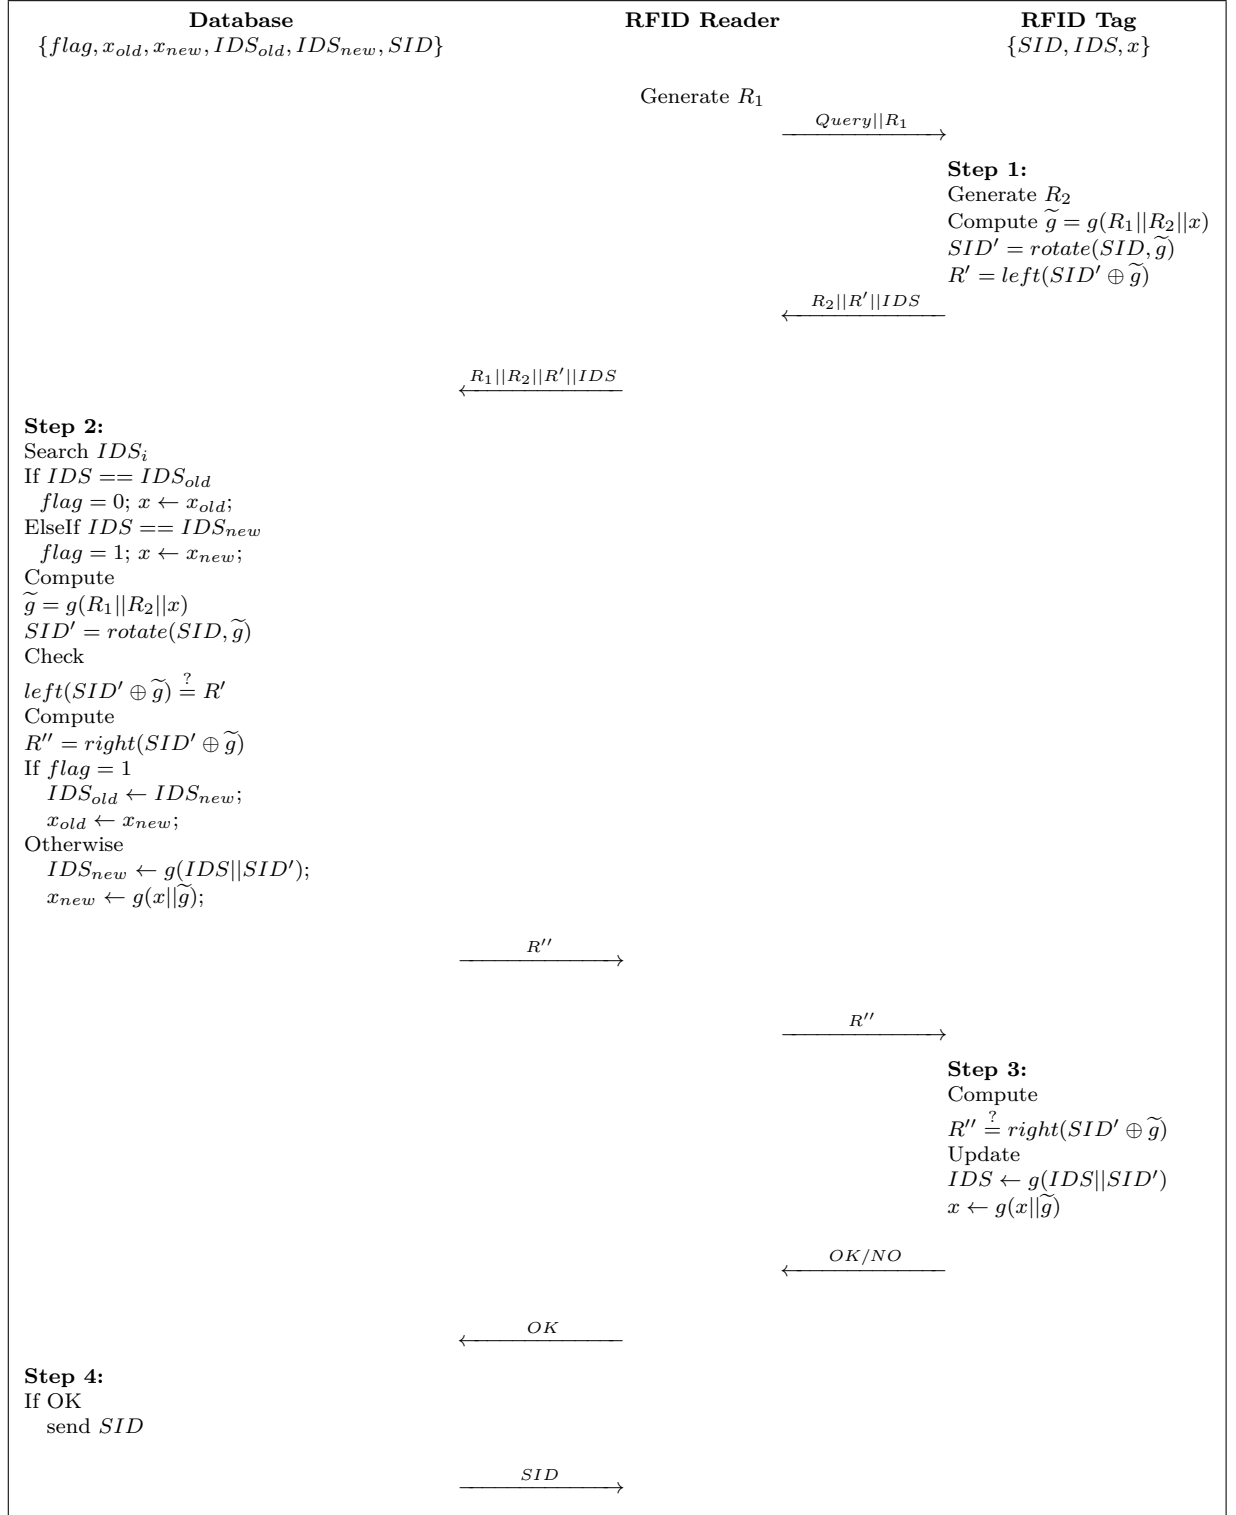 Database RFID Reader RFID Tag
{flag, x_old, x_new, IDS_old, IDS_new, SID} {SID, IDS, x}
Generate R_1
Query||R_1
Step 1:
Generate R_2
Compute g̃ = g(R_1||R_2||x)
SID' = rotate(SID, g̃)
R' = left(SID' ⊕ g̃)
R_2||R'||IDS
R_1||R_2||R'||IDS
Step 2:
Search IDS_i
If IDS == IDS_old
flag = 0; x ← x_old;
ElseIf IDS == IDS_new
flag = 1; x ← x_new;
Compute
g̃ = g(R_1||R_2||x)
SID' = rotate(SID, g̃)
Check
left(SID' ⊕ g̃) =? R'
Compute
R'' = right(SID' ⊕ g̃)
If flag = 1
IDS_old ← IDS_new;
x_old ← x_new;
Otherwise
IDS_new ← g(IDS||SID');
x_new ← g(x||g̃);
R''
R''
Step 3:
Compute
R'' =? right(SID' ⊕ g̃)
Update
IDS ← g(IDS||SID')
x ← g(x||g̃)
OK/NO
OK
Step 4:
If OK
send SID
SID